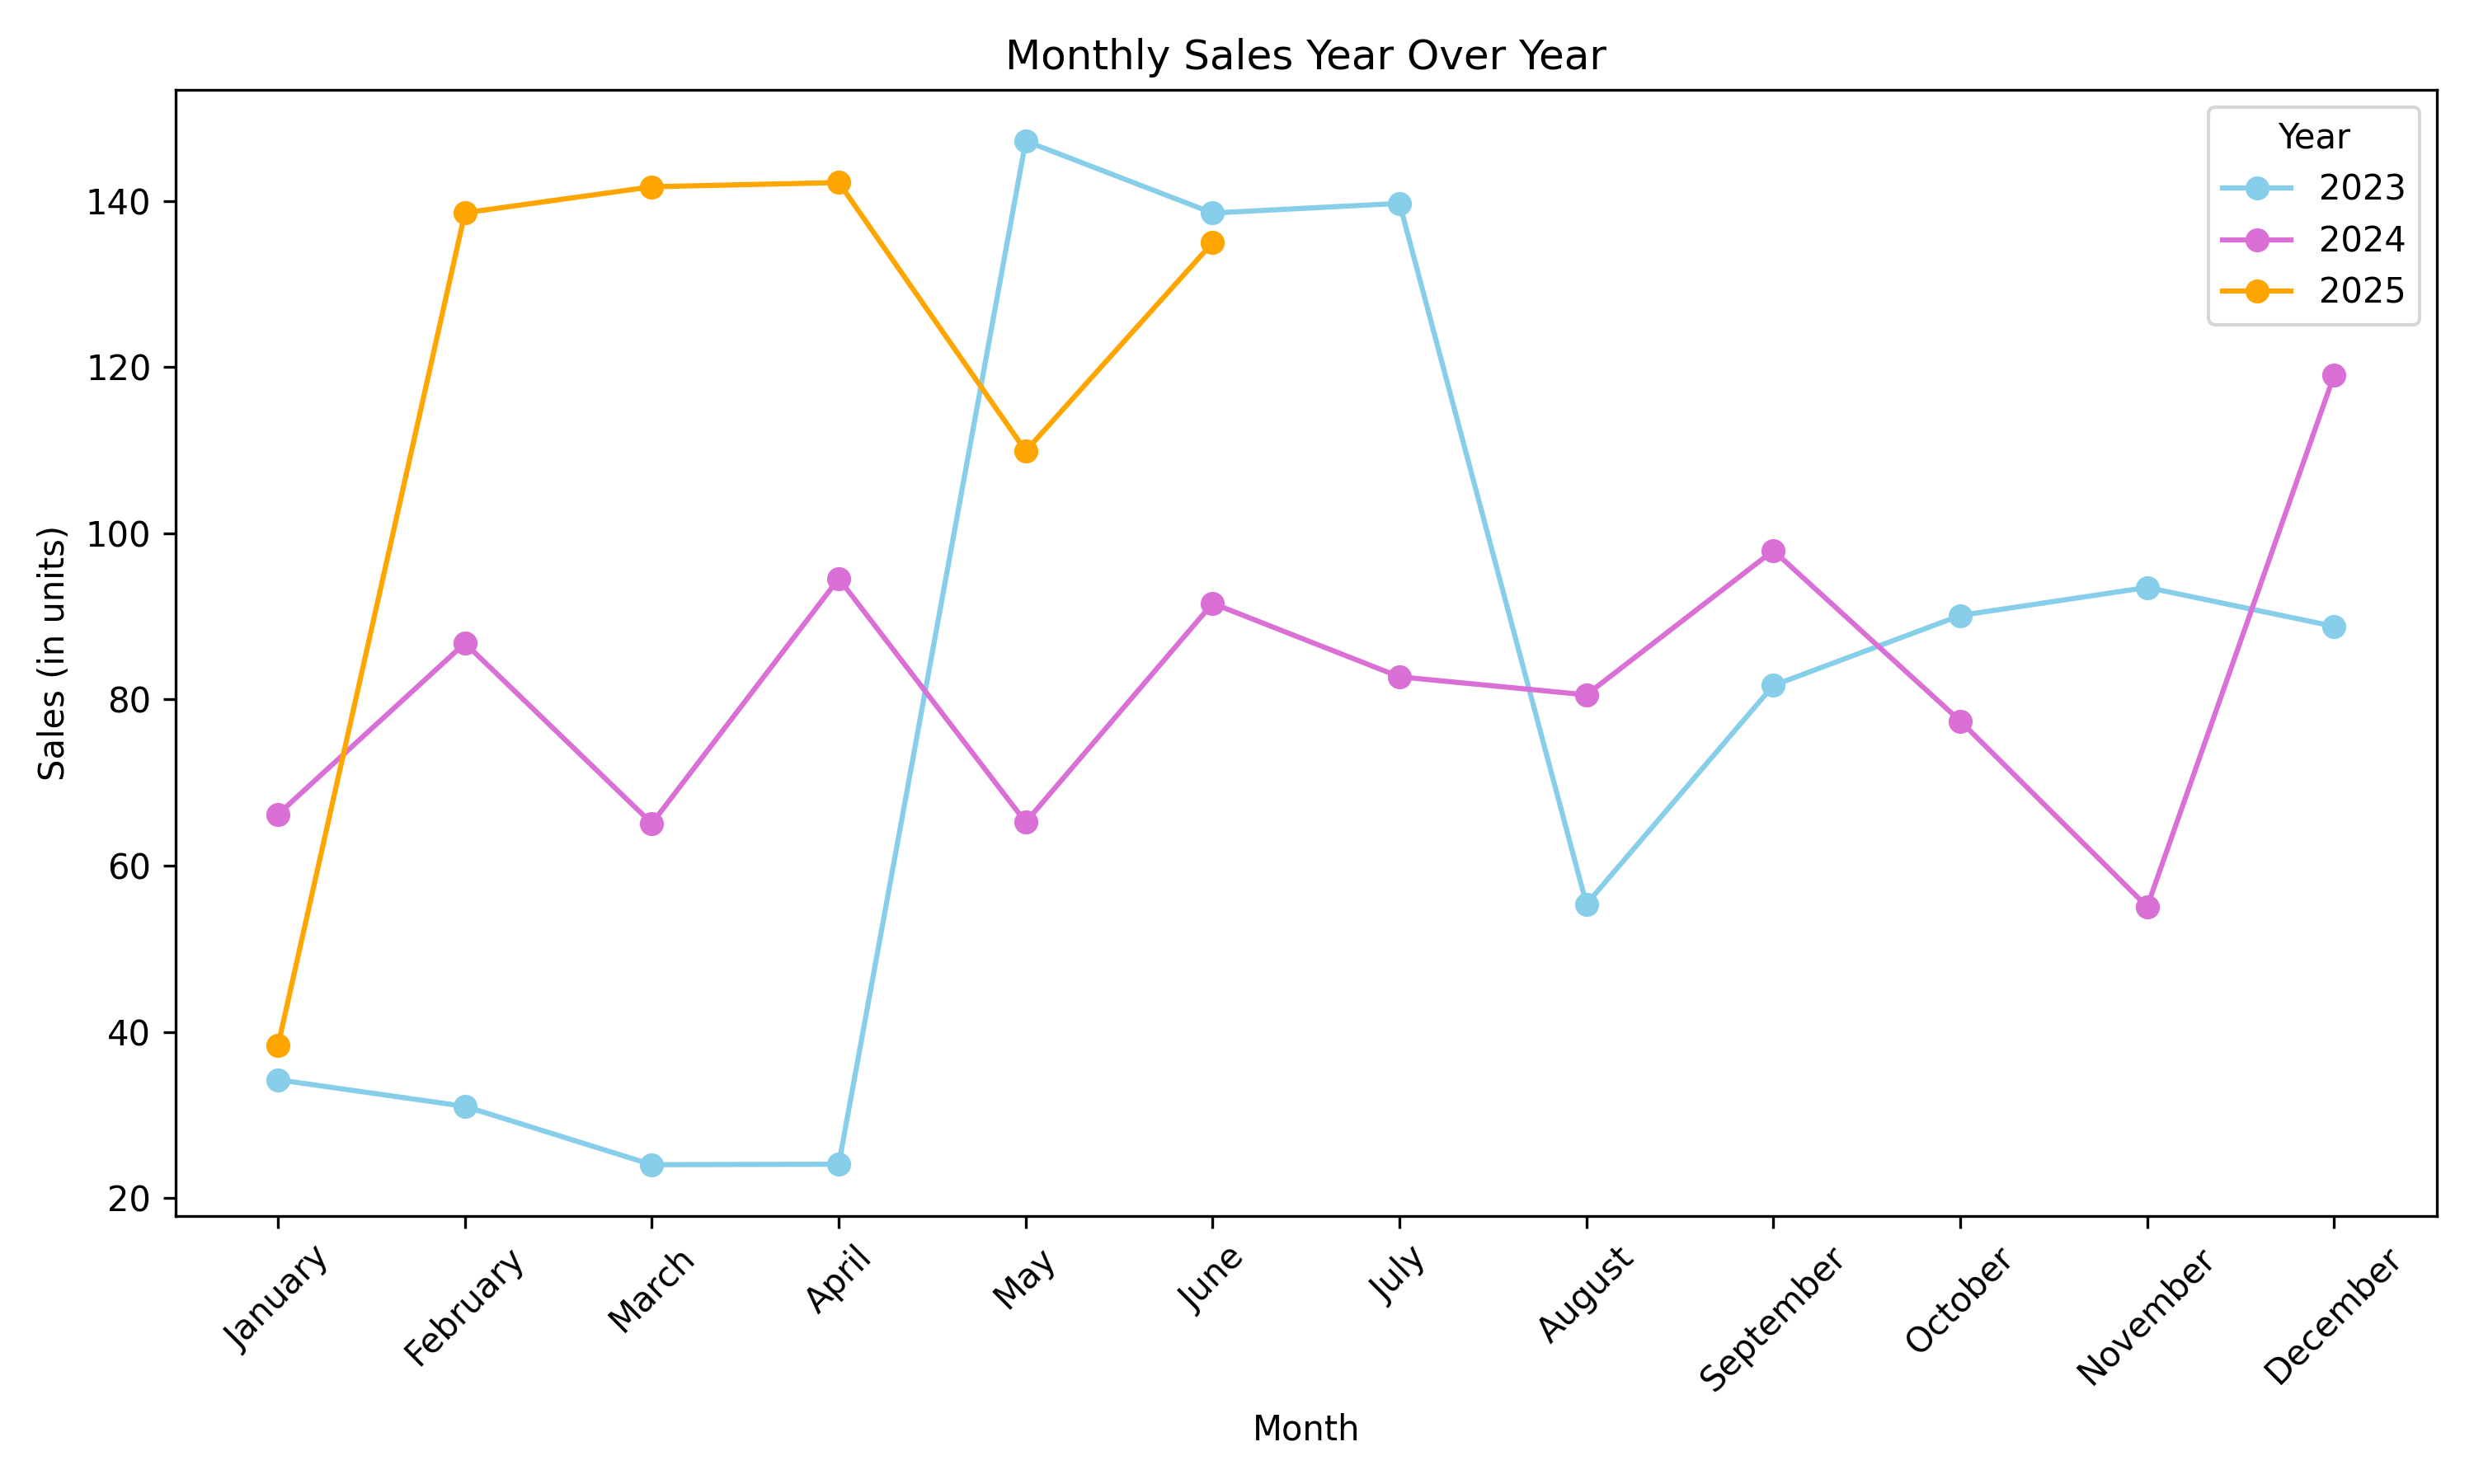 Monthly Sales Year Over Year
Year
2023
2024
2025
140
120
100
80
60
40
20
Sales (in units)
January
February
March
April
May
June
July
August
September
October
November
December
Month